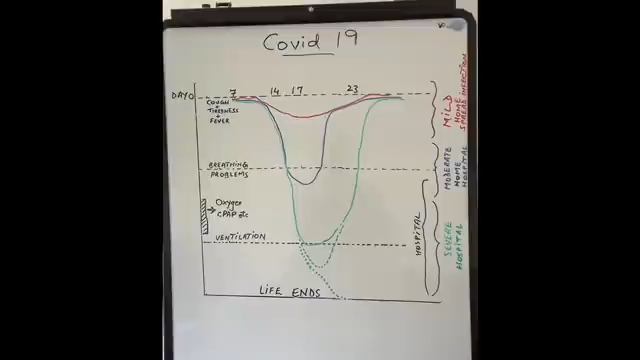 Covid 19
7 14 17 23
DAY 0
COUGH
+
TIREDNESS
+
FEVER
BREATHING
PROBLEMS
Oxygen
CPAP etc
VENTILATION
LIFE ENDS
HOSPITAL
MILD
HOME
SPREAD INFECTION
MODERATE
HOME
HOSPITAL
SEVERE
HOSPITAL